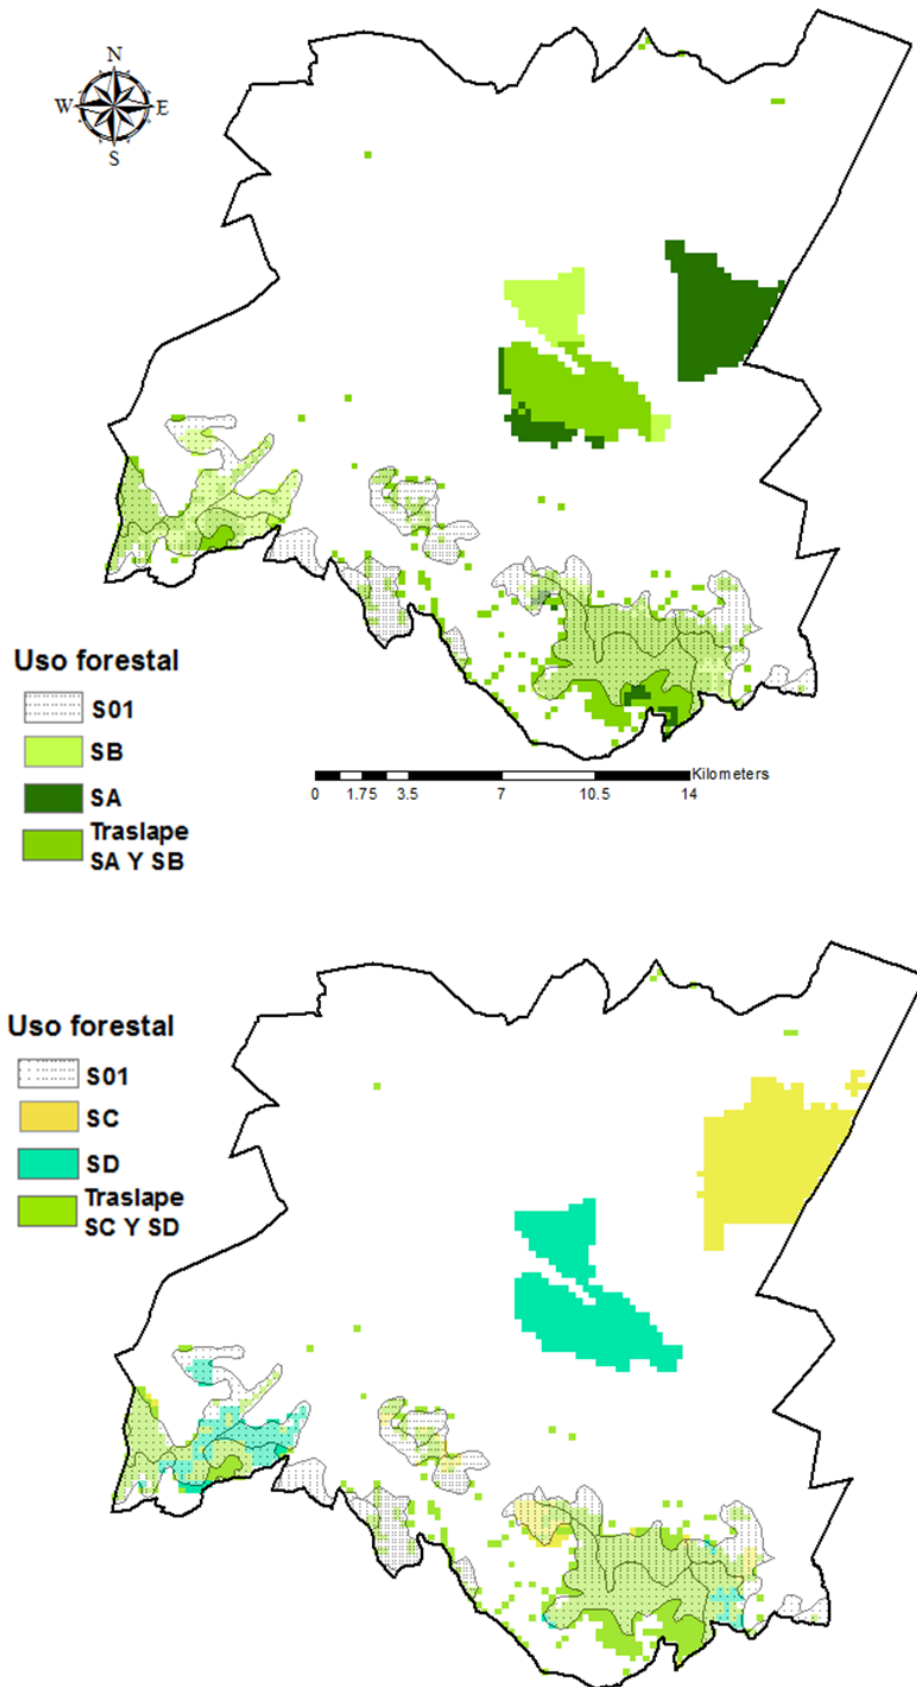 N
W E
S
Uso forestal
S01
SB
SA
Traslape
SA Y SB
Kilometers
0 1.75 3.5 7 10.5 14
Uso forestal
S01
SC
SD
Traslape
SC Y SD